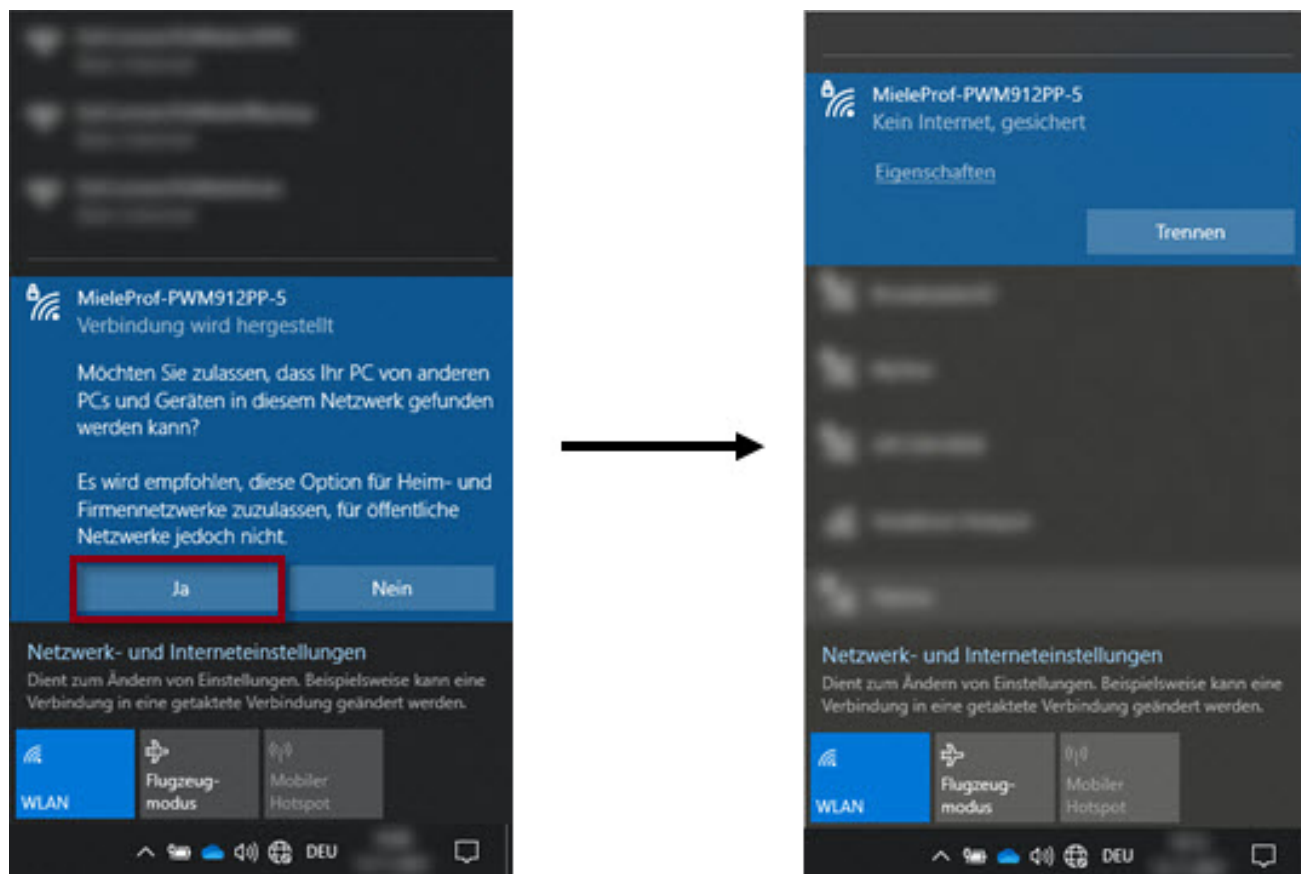 MieleProf-PWM912PP-5
Verbindung wird hergestellt
Möchten Sie zulassen, dass Ihr PC von anderen
PCs und Geräten in diesem Netzwerk gefunden
werden kann?
Es wird empfohlen, diese Option für Heim- und
Firmennetzwerke zuzulassen, für öffentliche
Netzwerke jedoch nicht.
Ja
Nein
Netzwerk- und Interneteinstellungen
Dient zum Ändern von Einstellungen. Beispielsweise kann eine
Verbindung in eine getaktete Verbindung geändert werden.
WLAN
Flugzeug-
modus
Mobiler
Hotspot
DEU
MieleProf-PWM912PP-5
Kein Internet, gesichert
Eigenschaften
Trennen
Netzwerk- und Interneteinstellungen
Dient zum Ändern von Einstellungen. Beispielsweise kann eine
Verbindung in eine getaktete Verbindung geändert werden.
WLAN
Flugzeug-
modus
Mobiler
Hotspot
DEU